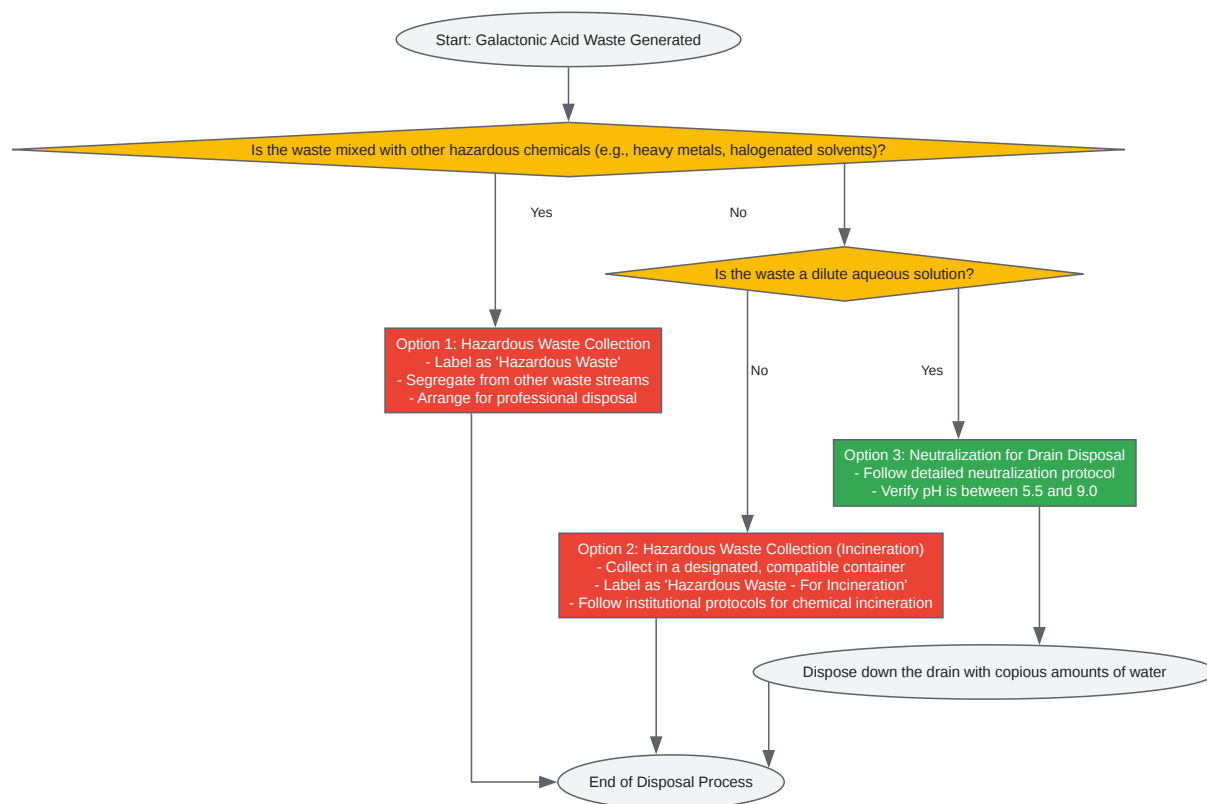 Start: Galactonic Acid Waste Generated
Is the waste mixed with other hazardous chemicals (e.g., heavy metals, halogenated solvents)?
Yes
No
Is the waste a dilute aqueous solution?
Option 1: Hazardous Waste Collection
- Label as 'Hazardous Waste'
- Segregate from other waste streams
- Arrange for professional disposal
No
Yes
Option 3: Neutralization for Drain Disposal
- Follow detailed neutralization protocol
- Verify pH is between 5.5 and 9.0
Option 2: Hazardous Waste Collection (Incineration)
- Collect in a designated, compatible container
- Label as 'Hazardous Waste - For Incineration'
- Follow institutional protocols for chemical incineration
Dispose down the drain with copious amounts of water
End of Disposal Process